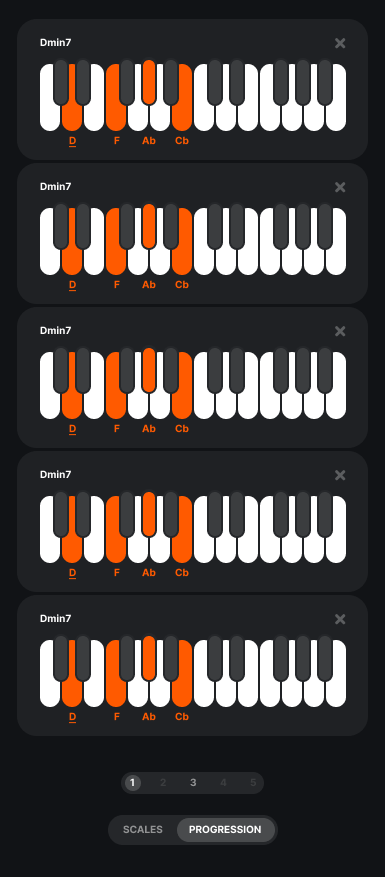 Dmin7
D F Ab Cb
Dmin7
D F Ab Cb
Dmin7
D F Ab Cb
Dmin7
D F Ab Cb
Dmin7
D F Ab Cb
1 2 3 4 5
SCALES PROGRESSION